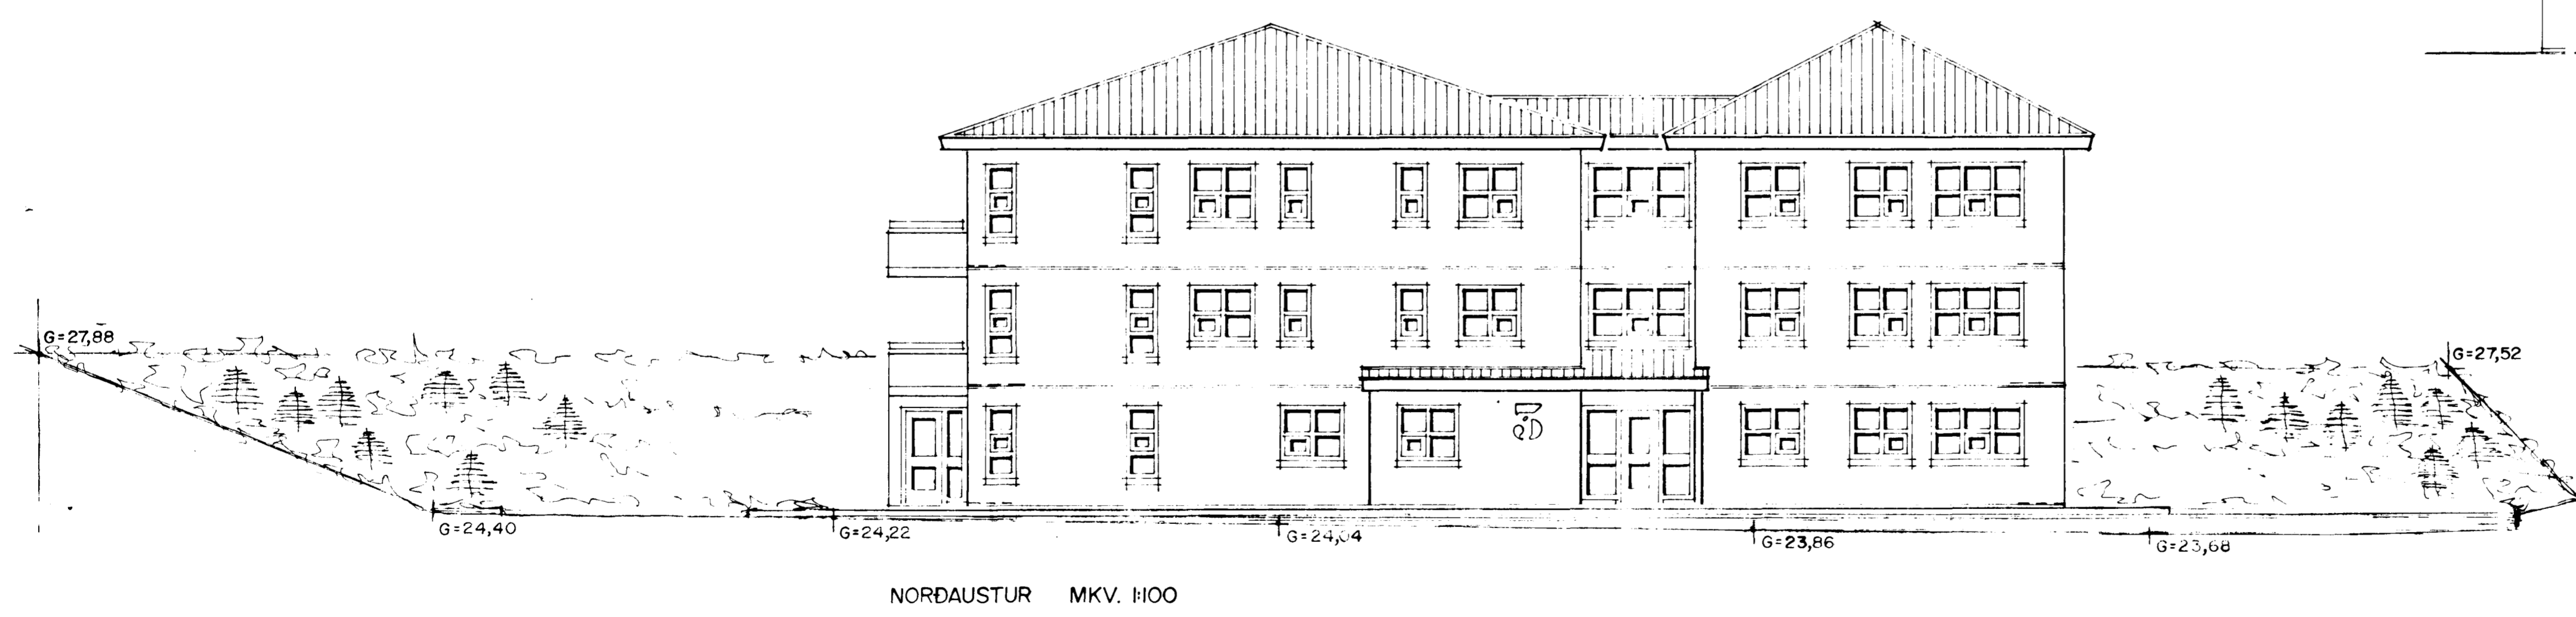 G=27,88
G=27,52
G=24,40
G=24,22
G=24,04
G=23,86
G=23,68
NORÐAUSTUR MKV. 1:100